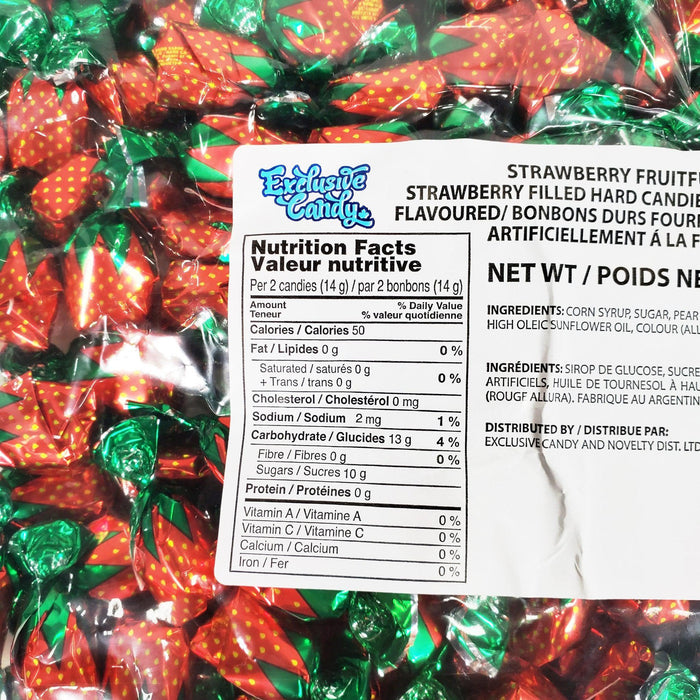 Exclusive
Candy
STRAWBERRY FRUITFU
STRAWBERRY FILLED HARD CANDIE
FLAVOURED/ BONBONS DURS FOUR
ARTIFICIELLEMENT Á LA F
NET WT / POIDS NE
Nutrition Facts
Valeur nutritive
Per 2 candies (14 g) / par 2 bonbons (14 g)
Amount % Daily Value
Teneur % valeur quotidienne
Calories / Calories 50
Fat / Lipides 0 g 0 %
Saturated / saturés 0 g
+ Trans / trans 0 g 0 %
Cholesterol / Cholestérol 0 mg
Sodium / Sodium 2 mg 1 %
Carbohydrate / Glucides 13 g 4 %
Fibre / Fibres 0 g 0 %
Sugars / Sucres 10 g
Protein / Protéines 0 g
Vitamin A / Vitamine A 0 %
Vitamin C / Vitamine C 0 %
Calcium / Calcium 0 %
Iron / Fer 0 %
INGREDIENTS: CORN SYRUP, SUGAR, PEAR
HIGH OLEIC SUNFLOWER OIL, COLOUR (ALL
INGRÉDIENTS: SIROP DE GLUCOSE, SUCRE
ARTIFICIELS, HUILE DE TOURNESOL À HAU
(ROUGE ALLURA). FABRIQUE AU ARGENTIN
DISTRIBUTED BY / DISTRIBUE PAR:
EXCLUSIVE CANDY AND NOVELTY DIST. LTD